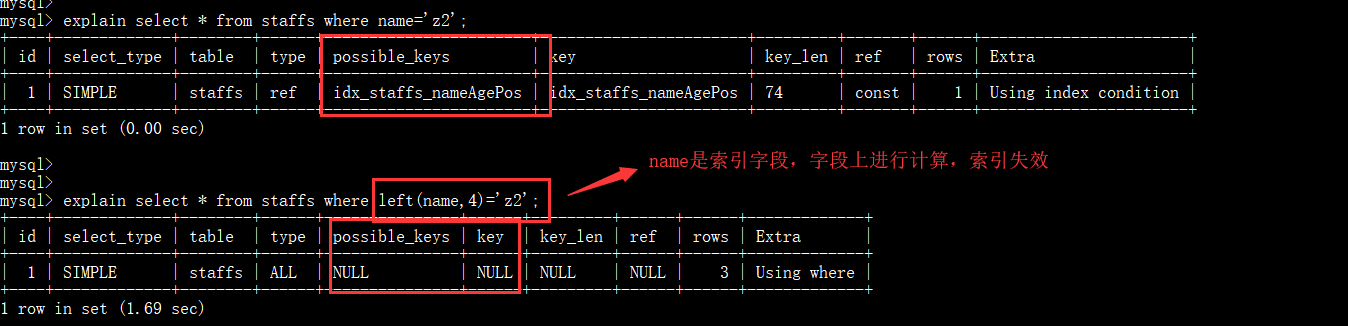 mysql>
mysql> explain select * from staffs where name='z2';
+----+-------------+--------+------+-----------------------+-----------------------+---------+-------+------+-----------------------+
| id | select_type | table | type | possible_keys | key | key_len | ref | rows | Extra |
| 1 | SIMPLE | staffs | ref | idx_staffs_nameAgePos | idx_staffs_nameAgePos | 74 | const | 1 | Using index condition |
1 row in set (0.00 sec)
mysql>
name是索引字段，字段上进行计算，索引失效
mysql>
mysql> explain select * from staffs where left(name,4)='z2';
| id | select_type | table | type | possible_keys | key | key_len | ref | rows | Extra |
| 1 | SIMPLE | staffs | ALL | NULL | NULL | NULL | NULL | 3 | Using where |
1 row in set (1.69 sec)